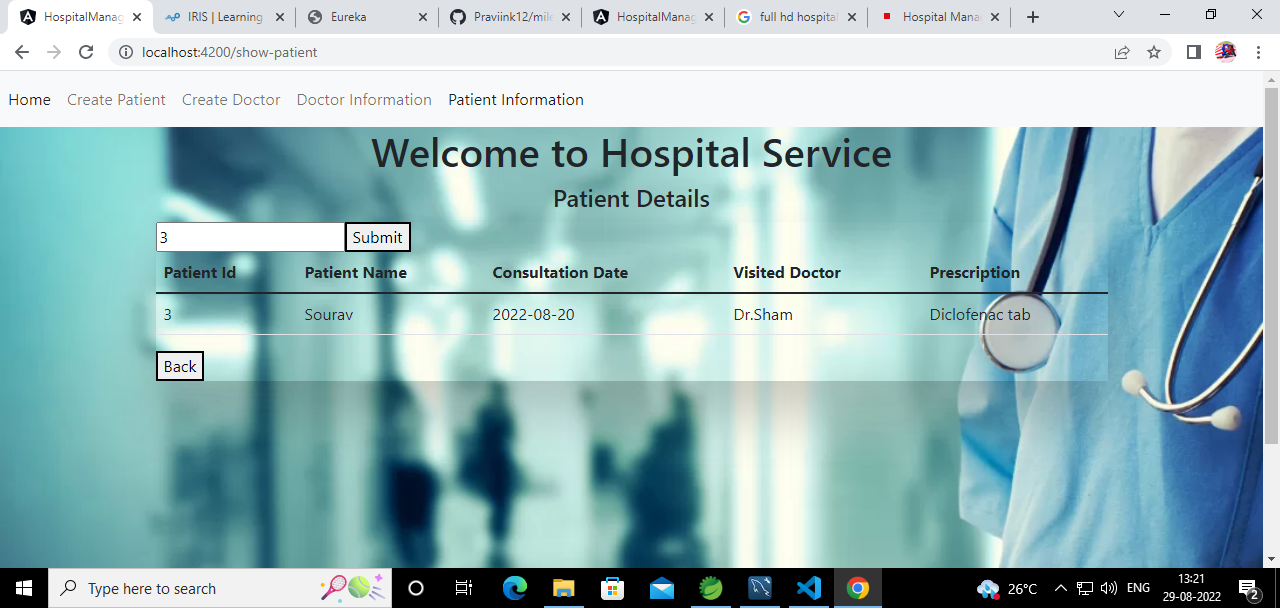 HospitalManag
IRIS | Learning
Eureka
Praviink12/mile
HospitalManag
full hd hospital
Hospital Mana
localhost:4200/show-patient
Home Create Patient Create Doctor Doctor Information Patient Information
Welcome to Hospital Service
Patient Details
3 Submit
Patient Id Patient Name Consultation Date Visited Doctor Prescription
3 Sourav 2022-08-20 Dr.Sham Diclofenac tab
Back
Type here to search
26°C
ENG
13:21
29-08-2022
2